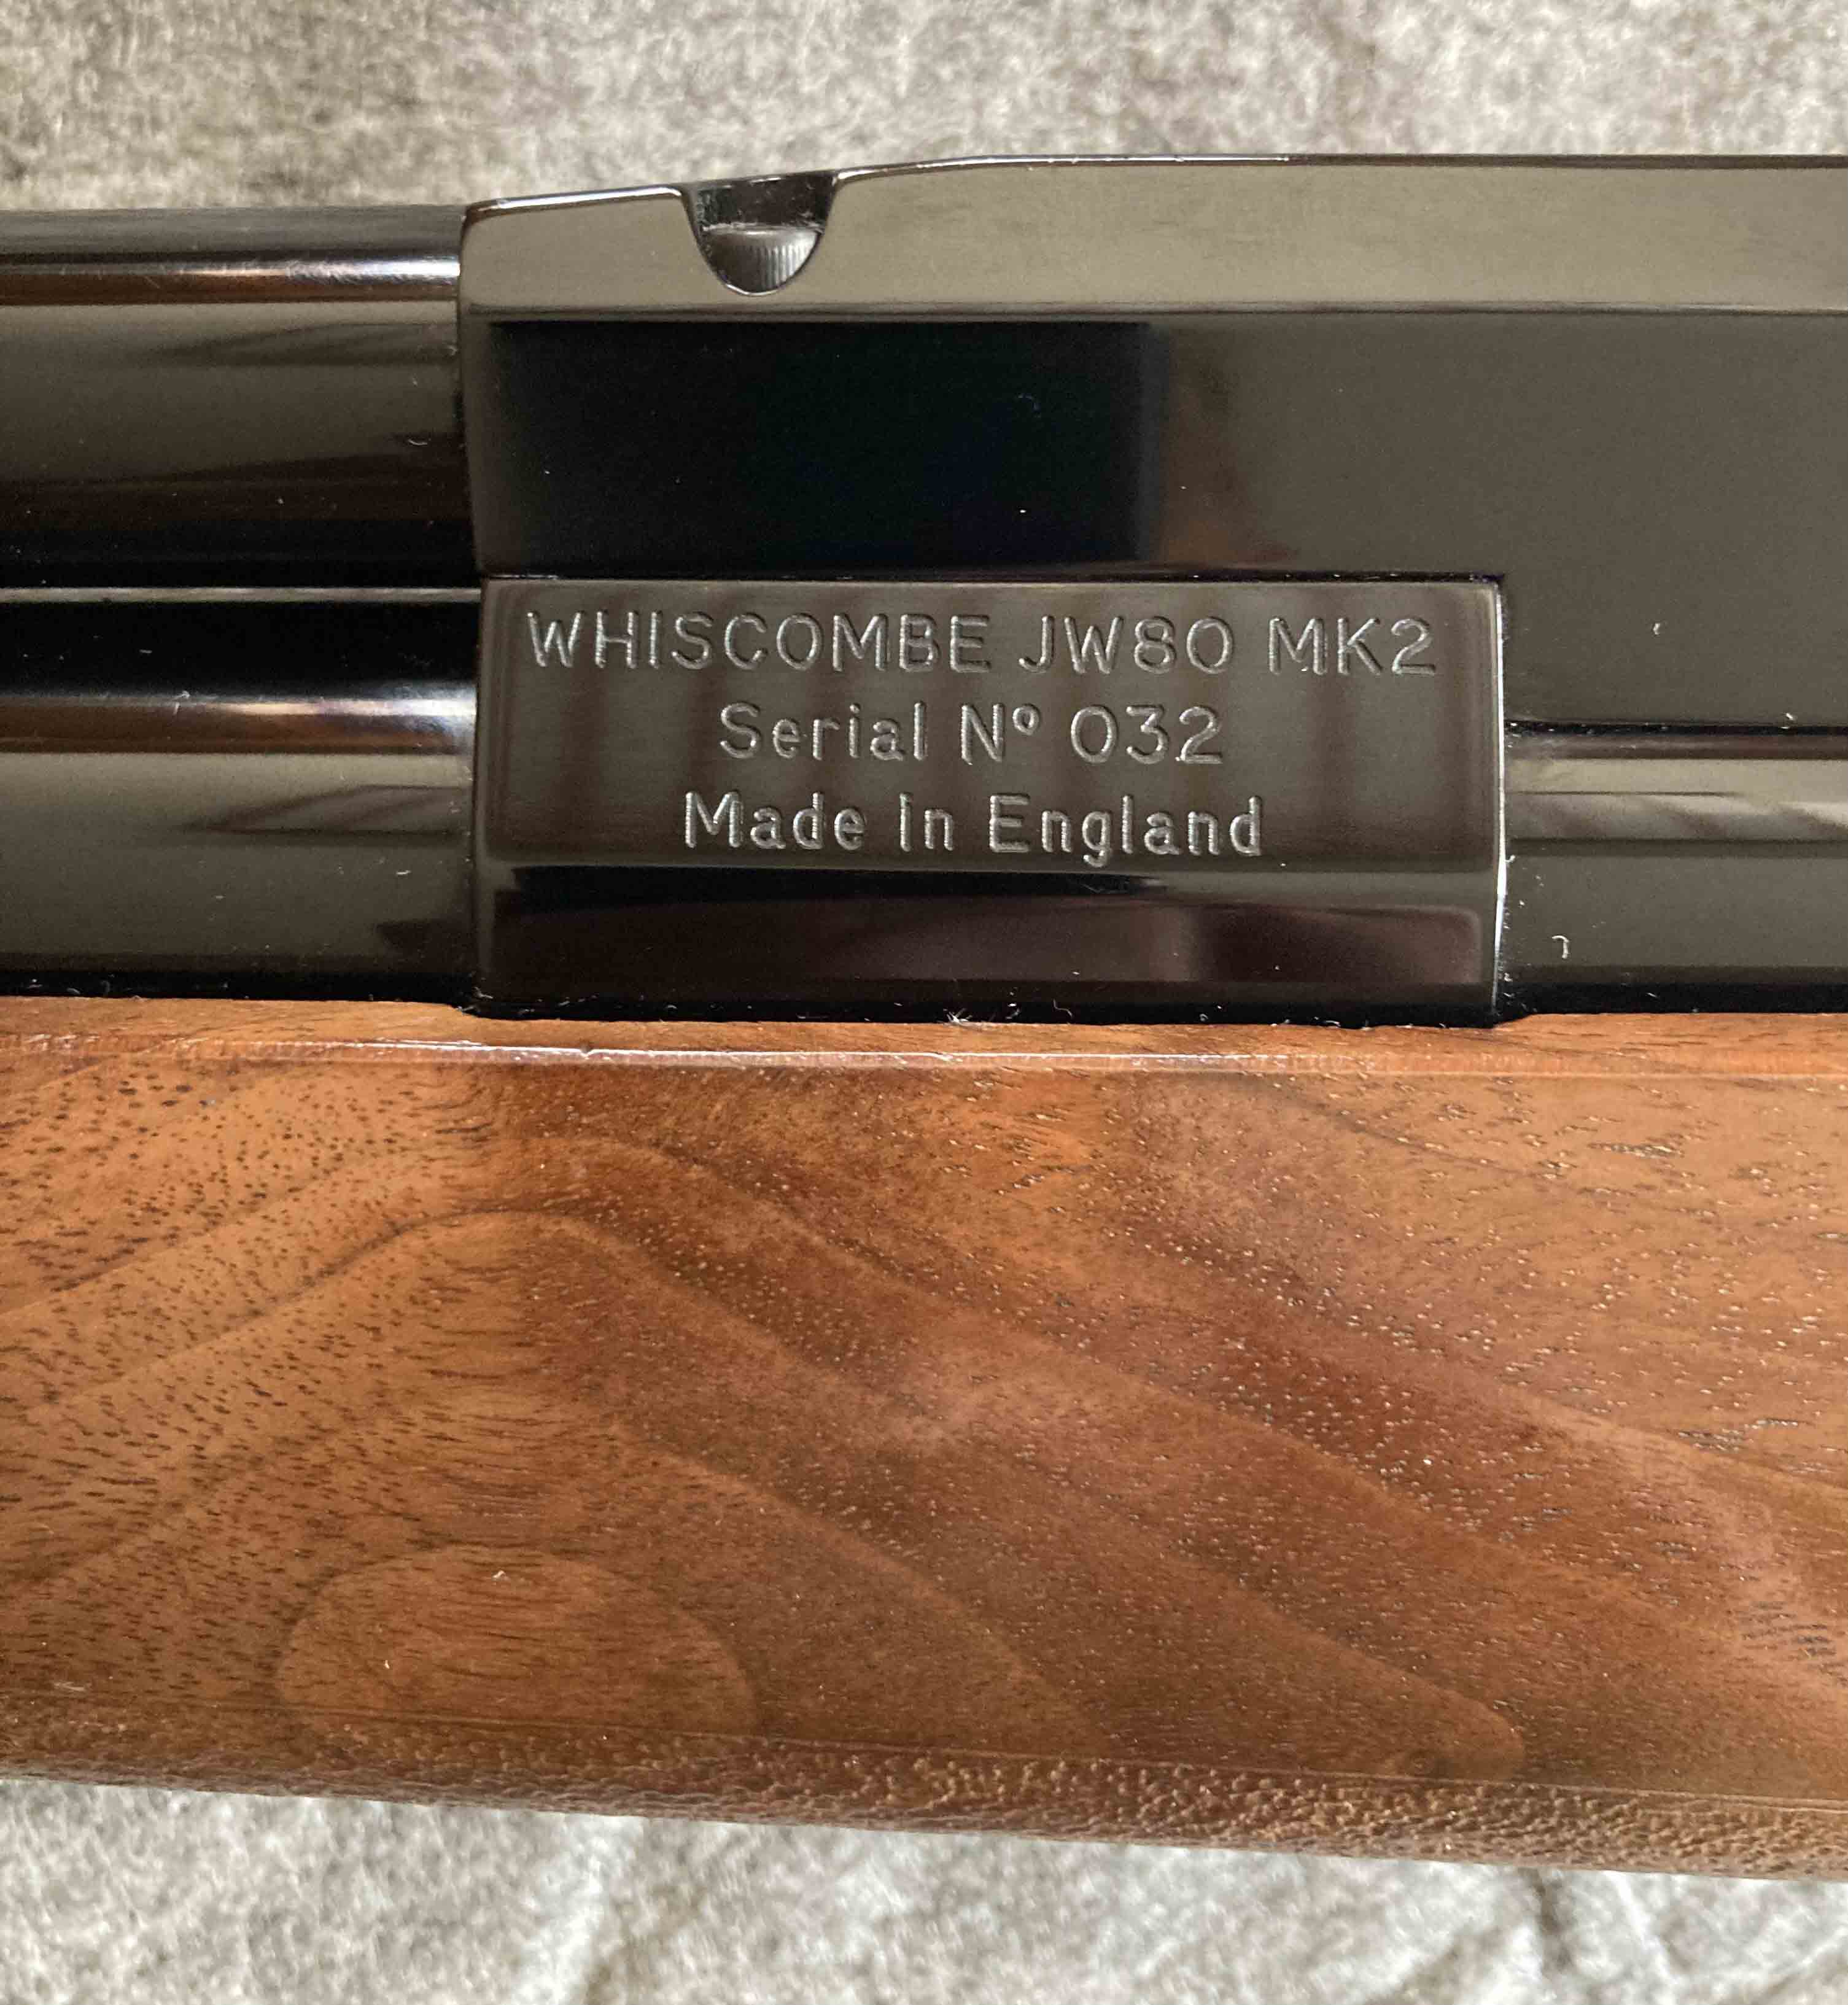 WHISCOMBE JW80 MK2
Serial Nº 032
Made in England